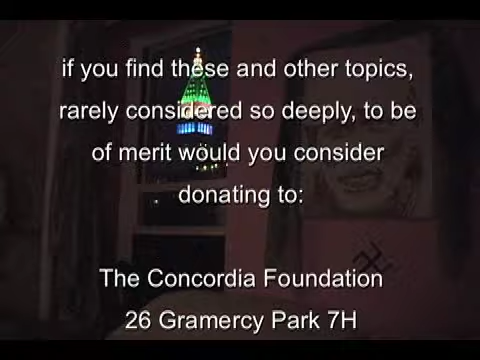 if you find these and other topics,
rarely considered so deeply, to be
of merit would you consider
donating to:
The Concordia Foundation
26 Gramercy Park 7H